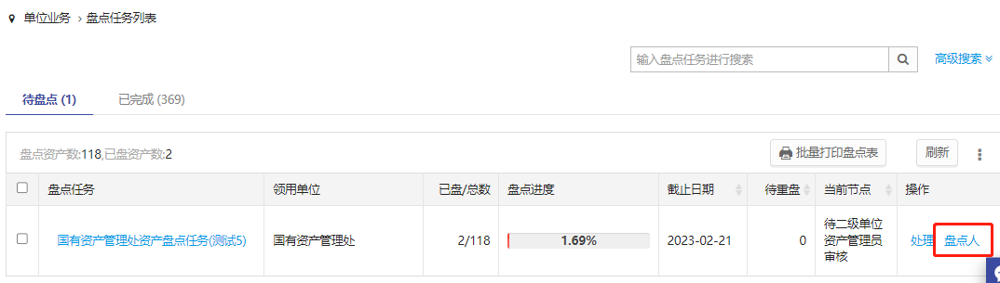 单位业务 › 盘点任务列表
输入盘点任务进行搜索
高级搜索
待盘点 (1) 已完成 (369)
盘点资产数:118,已盘资产数:2 批量打印盘点表 刷新
盘点任务 领用单位 已盘/总数 盘点进度 截止日期 待重盘 当前节点 操作
国有资产管理处资产盘点任务(测试5) 国有资产管理处 2/118 1.69% 2023-02-21 0 待二级单位 处理 盘点人
资产管理员
审核